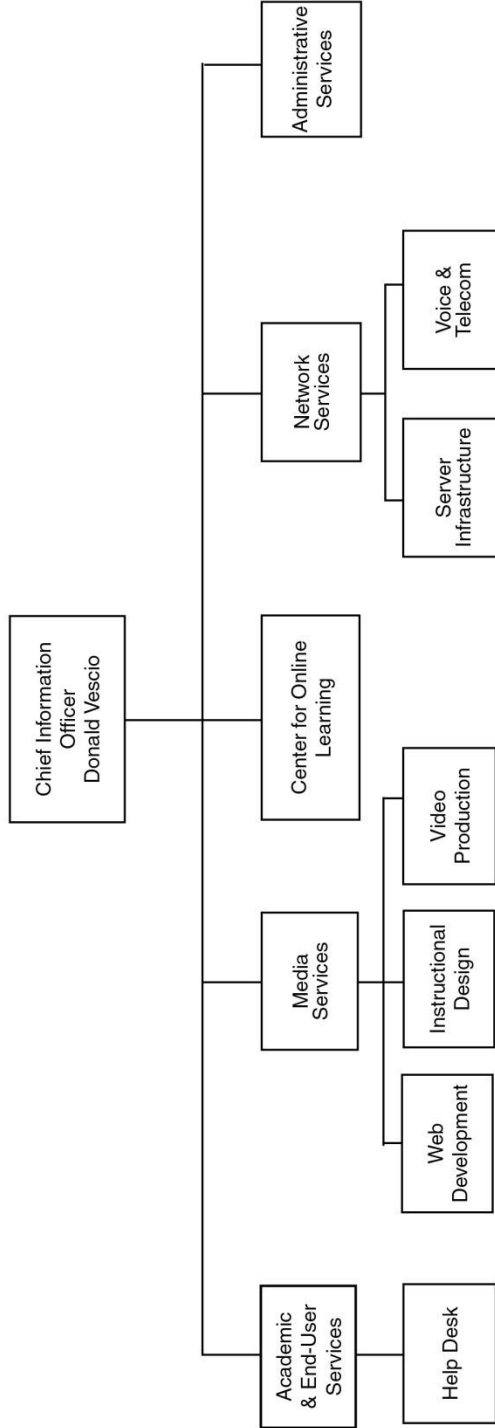 Chief Information
Officer
Donald Vescio
Academic
& End-User
Services
Media
Services
Center for Online
Learning
Network
Services
Administrative
Services
Help Desk
Web
Development
Instructional
Design
Video
Production
Server
Infrastructure
Voice &
Telecom